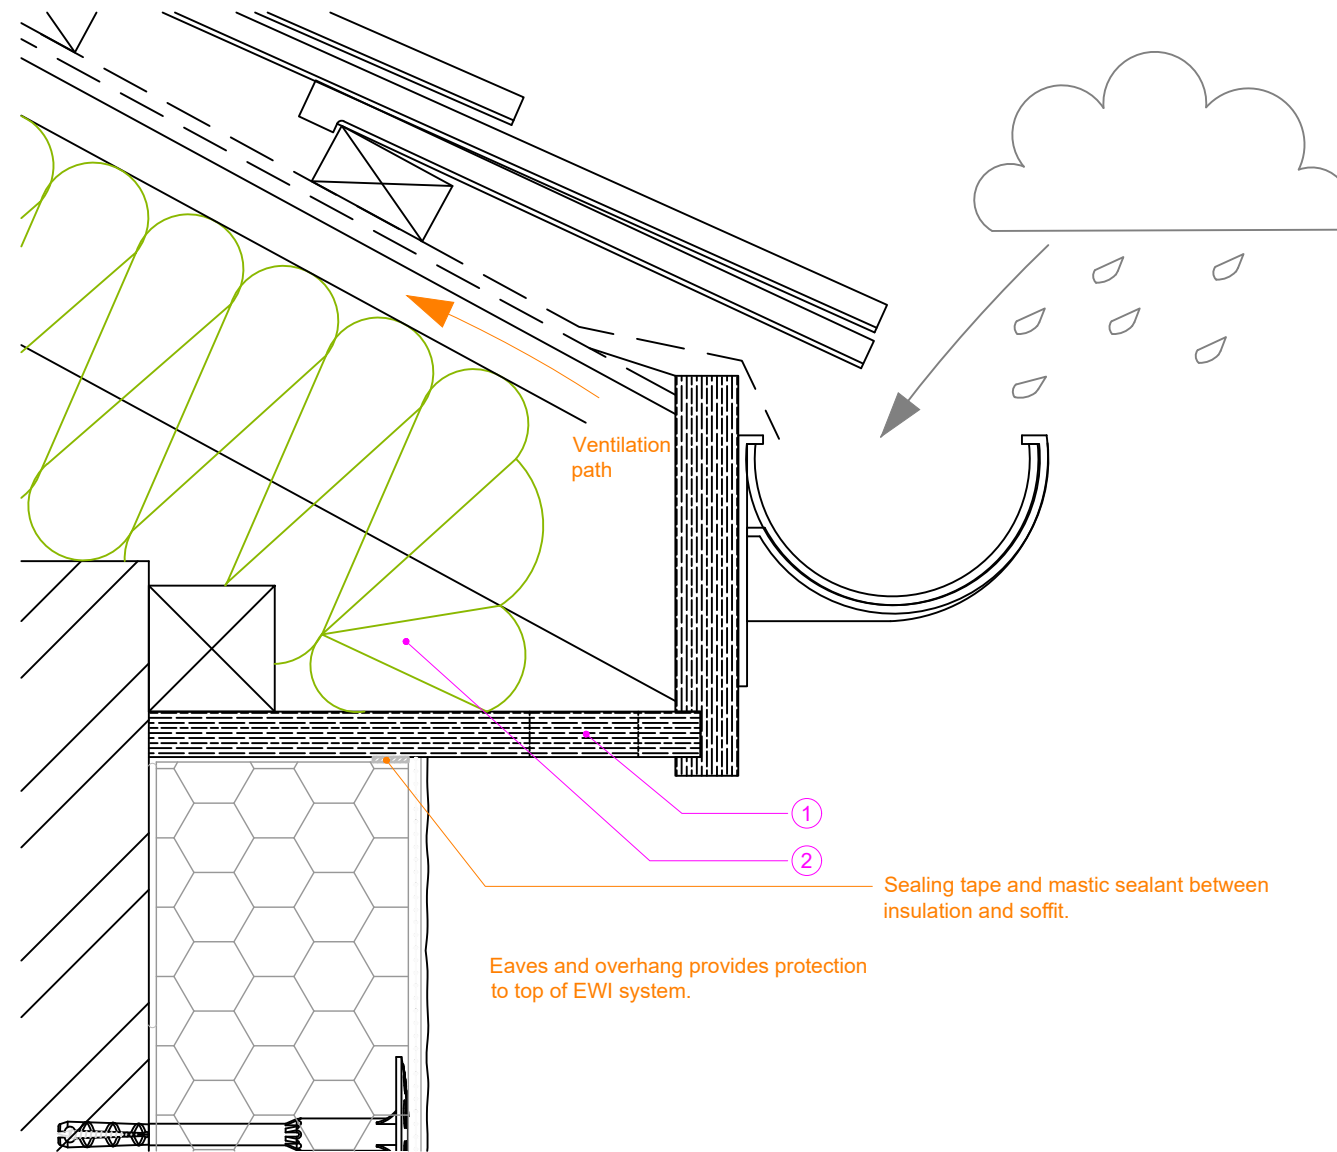 Ventilation
path
1
2
Sealing tape and mastic sealant between
insulation and soffit.
Eaves and overhang provides protection
to top of EWI system.